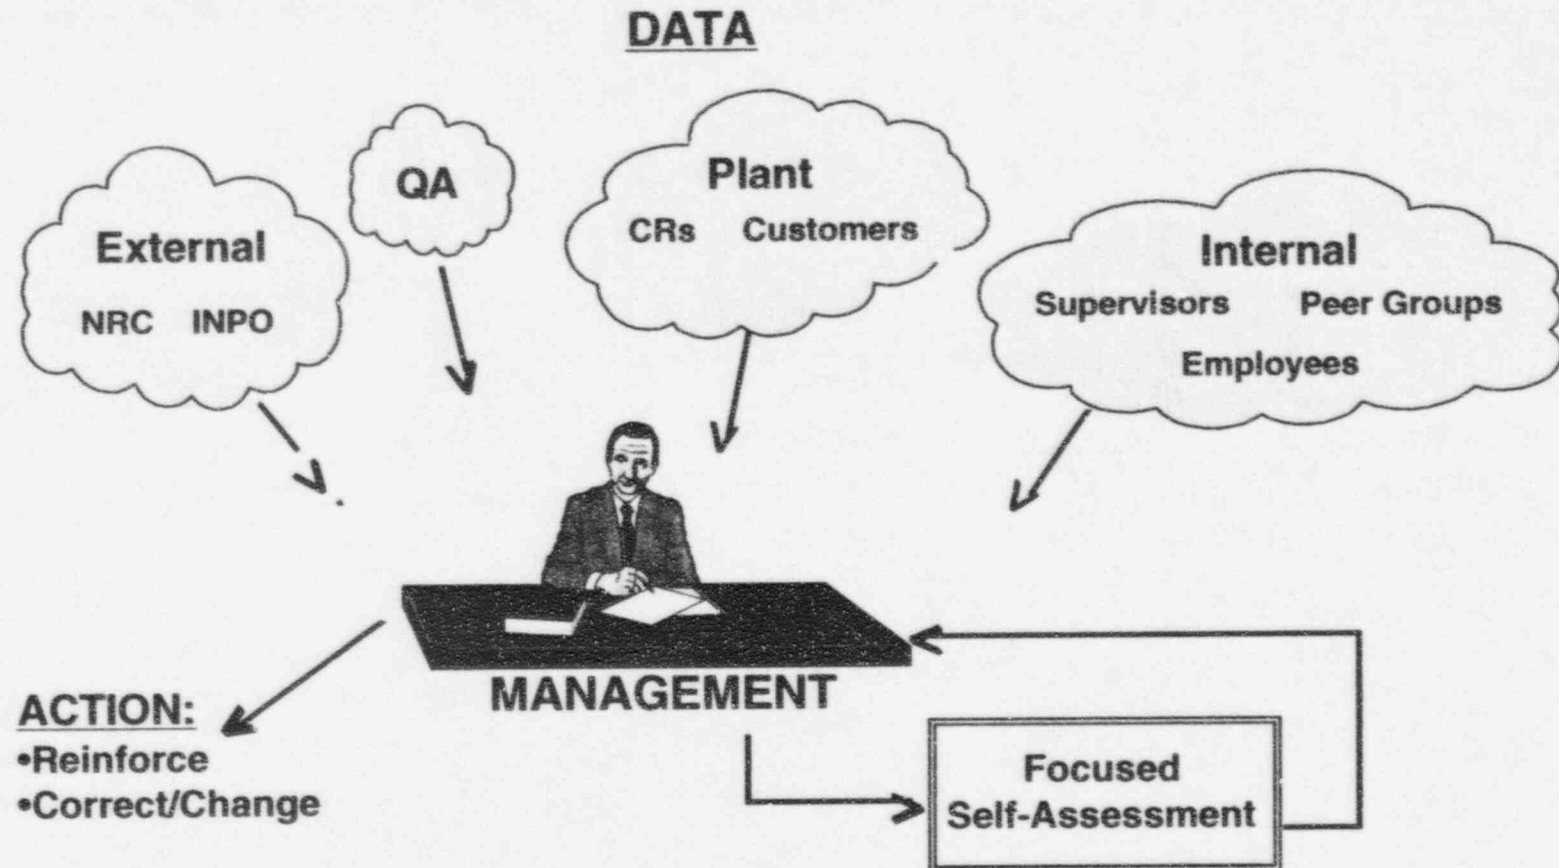 DATA
External
NRC INPO
QA
Plant
CRs Customers
Internal
Supervisors Peer Groups
Employees
MANAGEMENT
ACTION:
•Reinforce
•Correct/Change
Focused
Self-Assessment